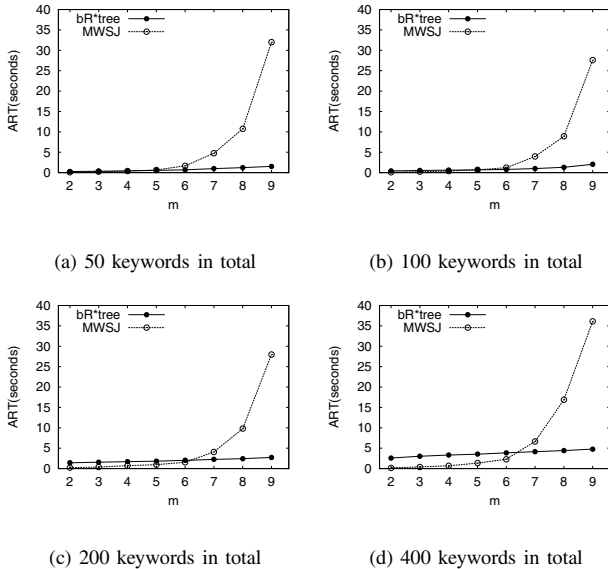 40
35
30
25
20
15
10
5
0
ART(seconds)
bR*tree
MWSJ
2 3 4 5 6 7 8 9
m
(a) 50 keywords in total
40
35
30
25
20
15
10
5
0
ART(seconds)
bR*tree
MWSJ
2 3 4 5 6 7 8 9
m
(b) 100 keywords in total
40
35
30
25
20
15
10
5
0
ART(seconds)
bR*tree
MWSJ
2 3 4 5 6 7 8 9
m
(c) 200 keywords in total
40
35
30
25
20
15
10
5
0
ART(seconds)
bR*tree
MWSJ
2 3 4 5 6 7 8 9
m
(d) 400 keywords in total